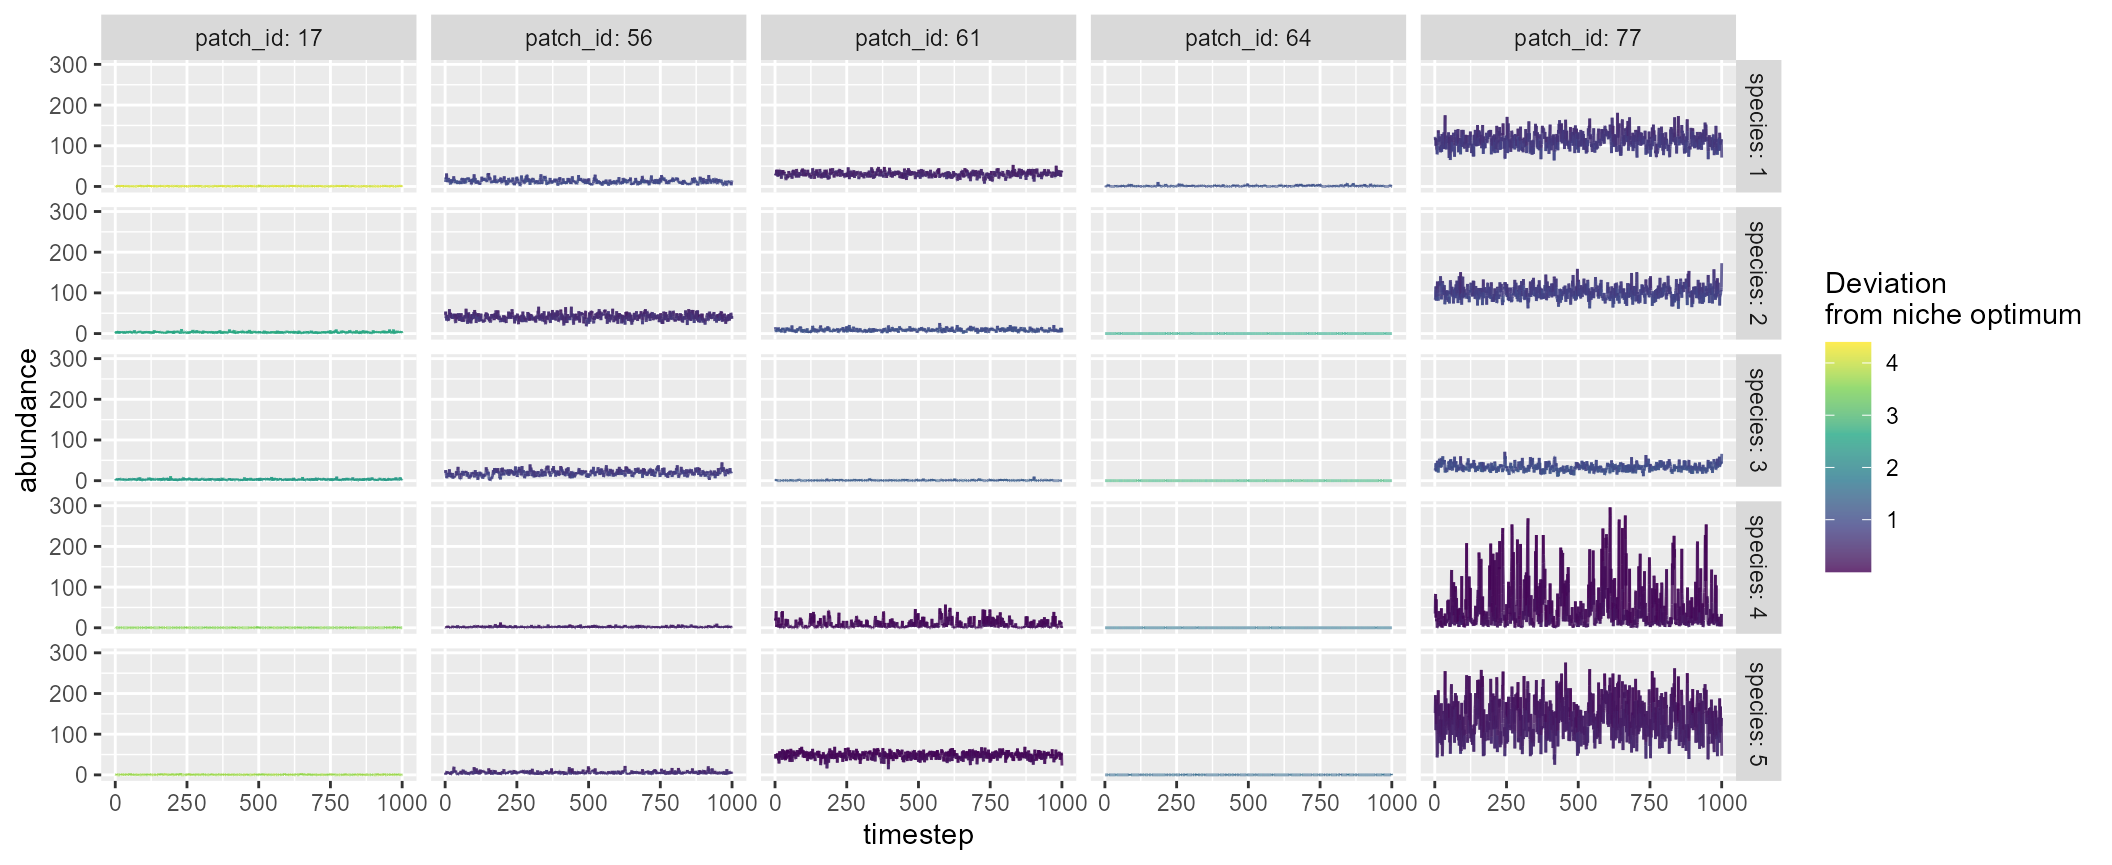 patch_id: 17
patch_id: 56
patch_id: 61
patch_id: 64
patch_id: 77
300
200
100
0
species: 1
300
200
100
0
species: 2
300
200
100
0
species: 3
300
200
100
0
species: 4
300
200
100
0
species: 5
abundance
0 250 500 750 1000
0 250 500 750 1000
0 250 500 750 1000
0 250 500 750 1000
0 250 500 750 1000
timestep
Deviation
from niche optimum
4
3
2
1